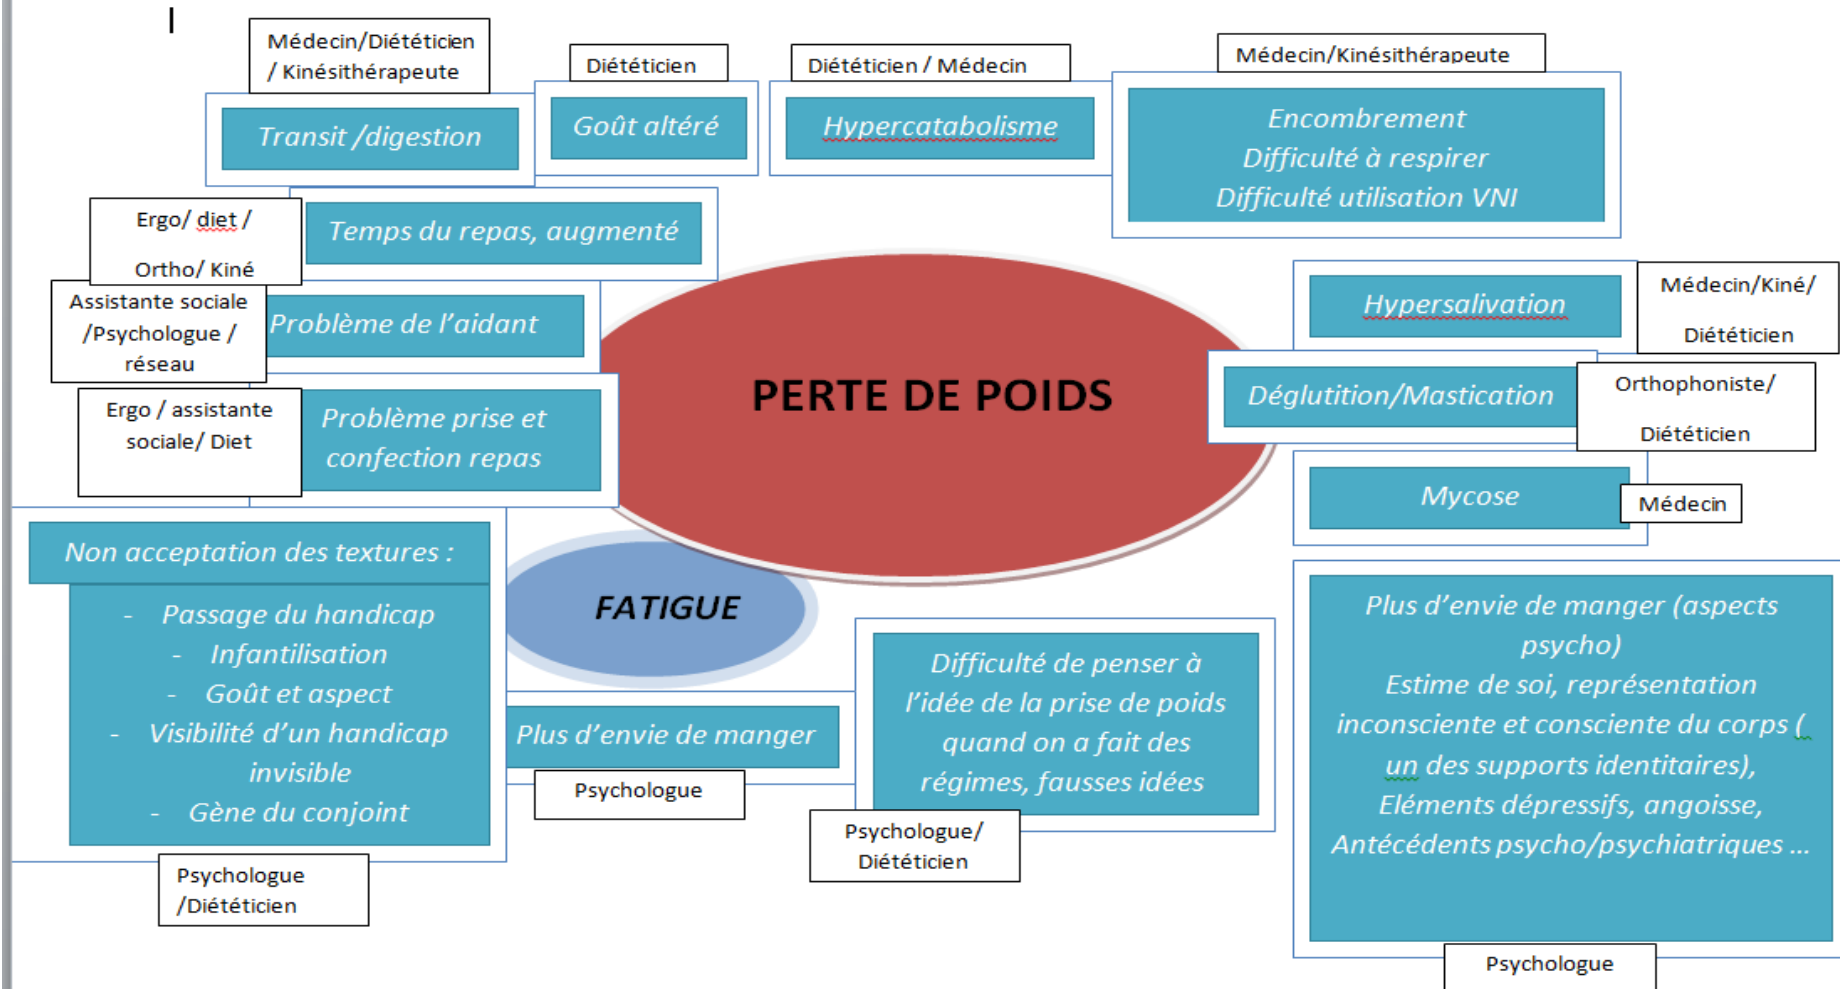 Médecin/Diététicien
/ Kinésithérapeute
Transit /digestion
Diététicien
Goût altéré
Diététicien / Médecin
Hypercatabolisme
Médecin/Kinésithérapeute
Encombrement
Difficulté à respirer
Difficulté utilisation VNI
Ergo/ diet /
Ortho/ Kiné
Temps du repas, augmenté
Assistante sociale
/Psychologue /
réseau
Problème de l’aidant
Ergo / assistante
sociale/ Diet
Problème prise et
confection repas
PERTE DE POIDS
Hypersalivation
Médecin/Kiné/
Diététicien
Déglutition/Mastication
Orthophoniste/
Diététicien
Mycose
Médecin
Non acceptation des textures :
- Passage du handicap
- Infantilisation
- Goût et aspect
- Visibilité d’un handicap
invisible
- Gène du conjoint
Psychologue
/Diététicien
FATIGUE
Plus d’envie de manger
Psychologue
Difficulté de penser à
l’idée de la prise de poids
quand on a fait des
régimes, fausses idées
Psychologue/
Diététicien
Plus d’envie de manger (aspects
psycho)
Estime de soi, représentation
inconsciente et consciente du corps (
un des supports identitaires),
Eléments dépressifs, angoisse,
Antécédents psycho/psychiatriques ...
Psychologue